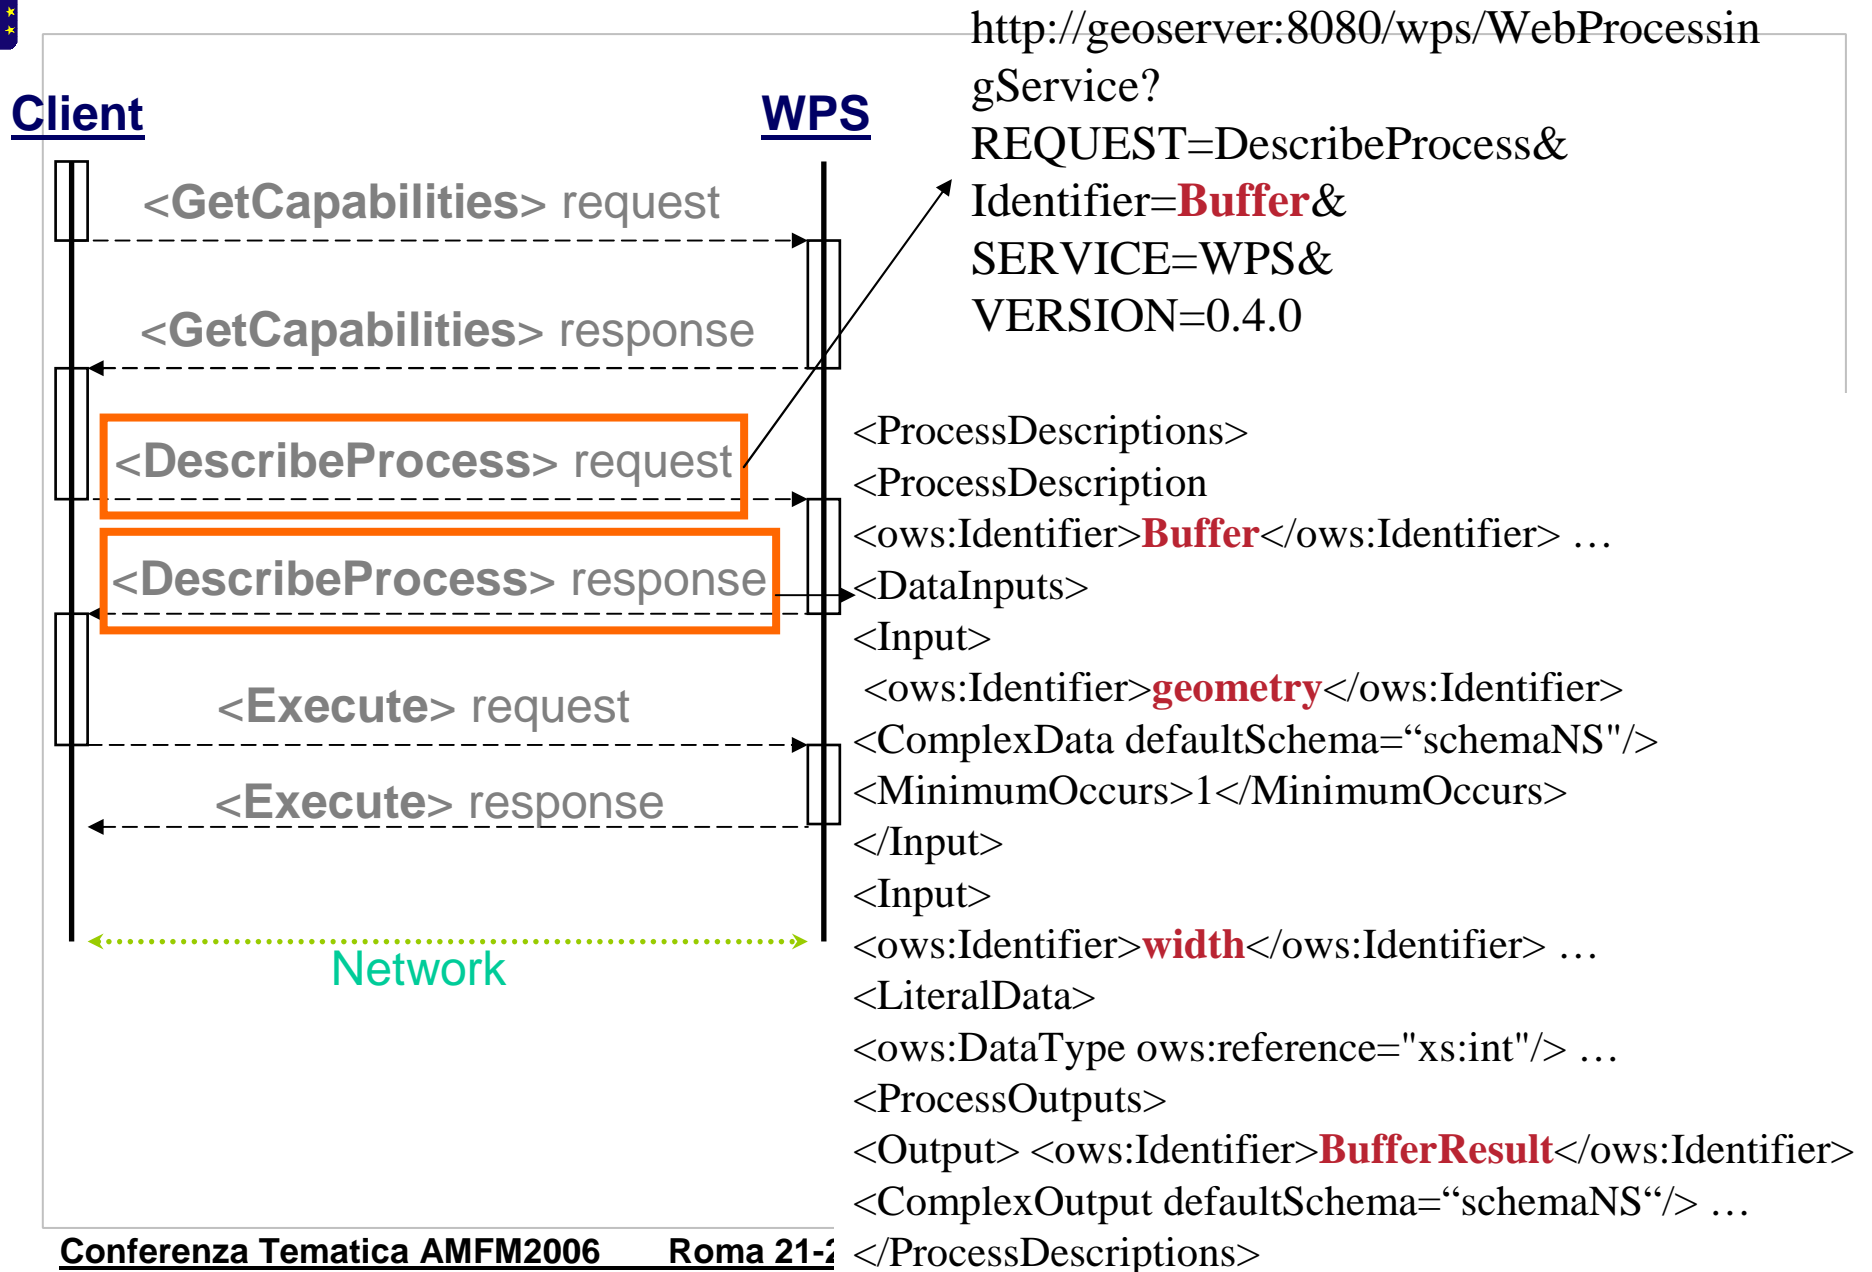 Client
WPS
<GetCapabilities> request
<GetCapabilities> response
<DescribeProcess> request
<DescribeProcess> response
<Execute> request
<Execute> response
Network
http://geoserver:8080/wps/WebProcessin
gService?
REQUEST=DescribeProcess&
Identifier=Buffer&
SERVICE=WPS&
VERSION=0.4.0
<ProcessDescriptions>
<ProcessDescription
<ows:Identifier>Buffer</ows:Identifier> …
<DataInputs>
<Input>
<ows:Identifier>geometry</ows:Identifier>
<ComplexData defaultSchema=“schemaNS"/>
<MinimumOccurs>1</MinimumOccurs>
</Input>
<Input>
<ows:Identifier>width</ows:Identifier> …
<LiteralData>
<ows:DataType ows:reference="xs:int"/> …
<ProcessOutputs>
<Output> <ows:Identifier>BufferResult</ows:Identifier>
<ComplexOutput defaultSchema=“schemaNS“/> …
</ProcessDescriptions>
Conferenza Tematica AMFM2006 Roma 21-